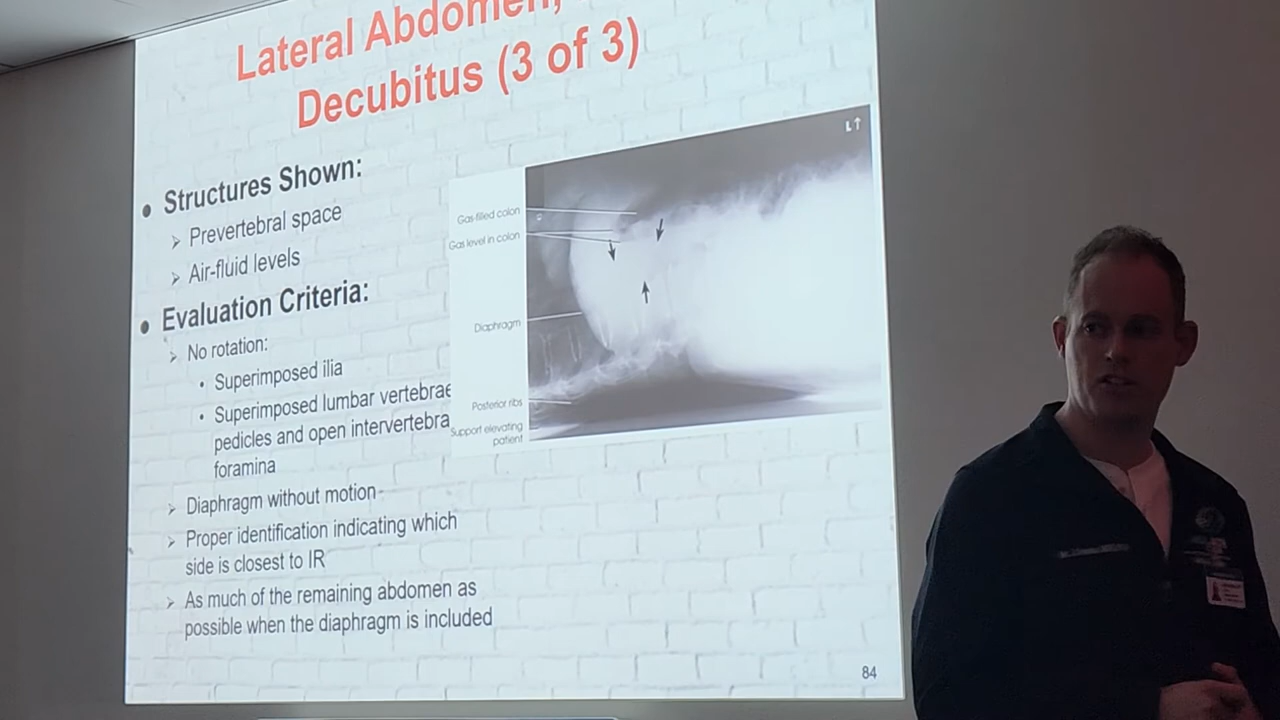 Lateral Abdomen,
Decubitus (3 of 3)
• Structures Shown:
➢ Prevertebral space
➢ Air-fluid levels
• Evaluation Criteria:
➢ No rotation:
• Superimposed ilia
• Superimposed lumbar vertebrae
pedicles and open intervertebra
foramina
➢ Diaphragm without motion
➢ Proper identification indicating which
side is closest to IR
➢ As much of the remaining abdomen as
possible when the diaphragm is included
L↑
Gas-filled colon
Gas level in colon
Diaphragm
Posterior ribs
Support elevating
patient
84